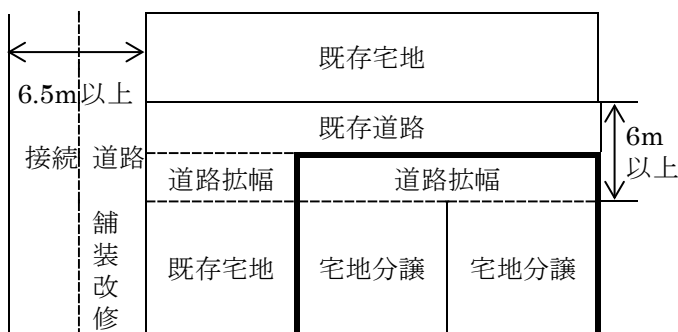 既存宅地
6.5m以上
既存道路
6m
以上
接続 道路
道路拡幅
道路拡幅
舗装改修
既存宅地
宅地分譲
宅地分譲